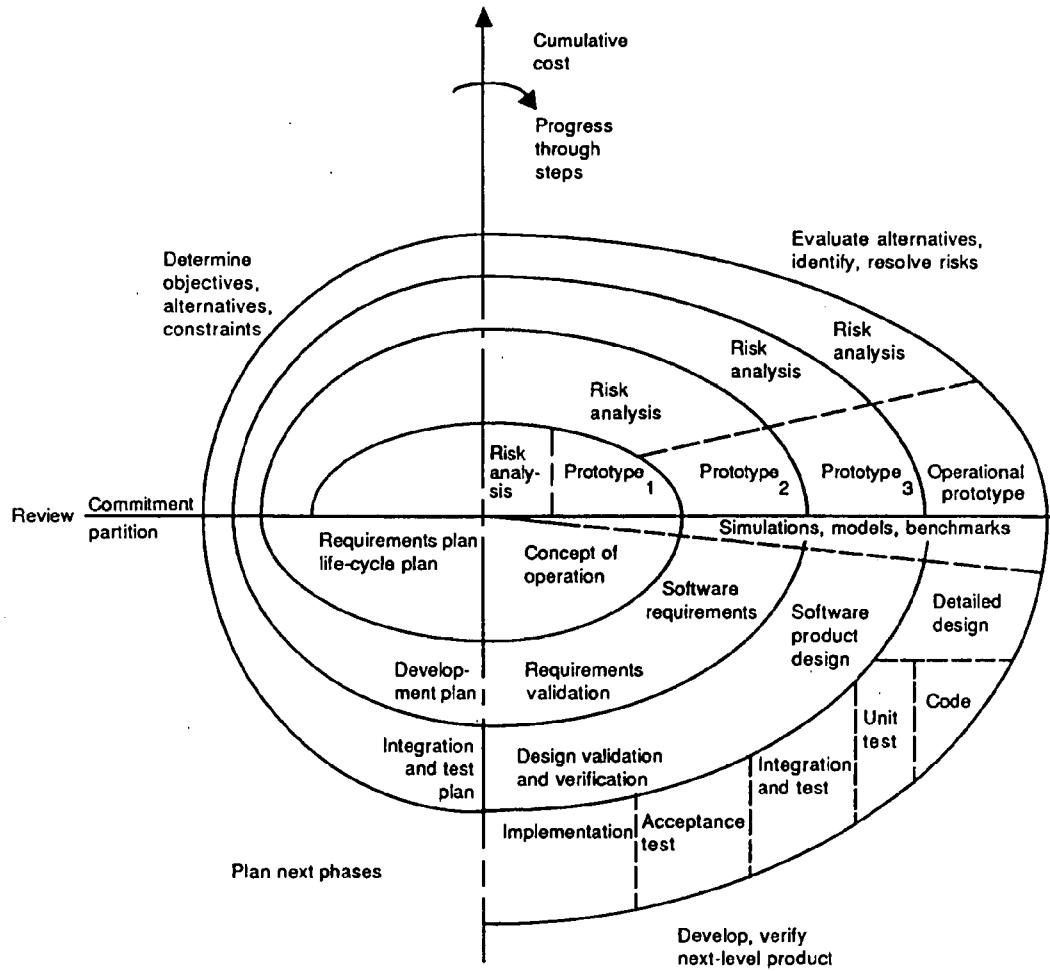 Cumulative
cost
Progress
through
steps
Evaluate alternatives,
identify, resolve risks
Determine
objectives,
alternatives,
constraints
Risk
analysis
Risk
analysis
Risk
analysis
Risk
analy-
sis
Prototype 1
Prototype 2
Prototype 3
Operational
prototype
Review
Commitment
partition
Simulations, models, benchmarks
Requirements plan
life-cycle plan
Concept of
operation
Software
requirements
Software
product
design
Detailed
design
Develop-
ment plan
Requirements
validation
Code
Unit
test
Integration
and test
plan
Design validation
and verification
Integration
and test
Acceptance
test
Implementation
Plan next phases
Develop, verify
next-level product